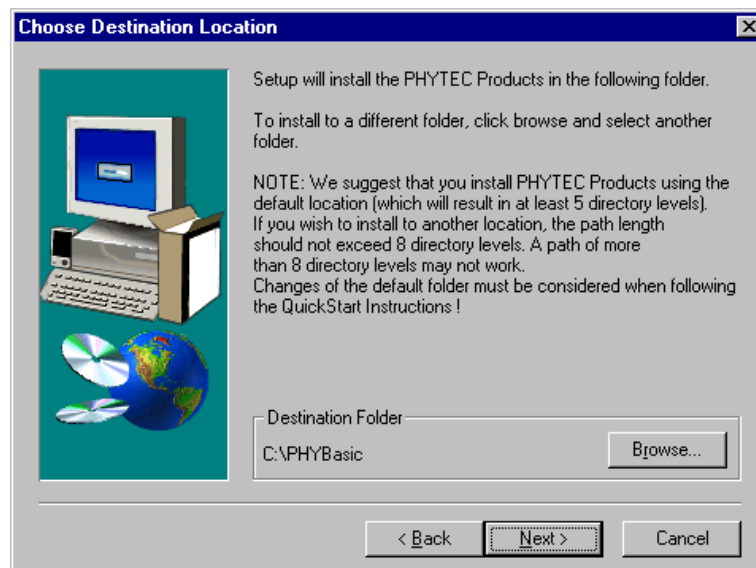 Choose Destination Location
Setup will install the PHYTEC Products in the following folder.
To install to a different folder, click browse and select another
folder.
NOTE: We suggest that you install PHYTEC Products using the
default location (which will result in at least 5 directory levels).
If you wish to install to another location, the path length
should not exceed 8 directory levels. A path of more
than 8 directory levels may not work.
Changes of the default folder must be considered when following
the QuickStart Instructions !
Destination Folder
C:\PHYBasic
Browse...
< Back
Next >
Cancel